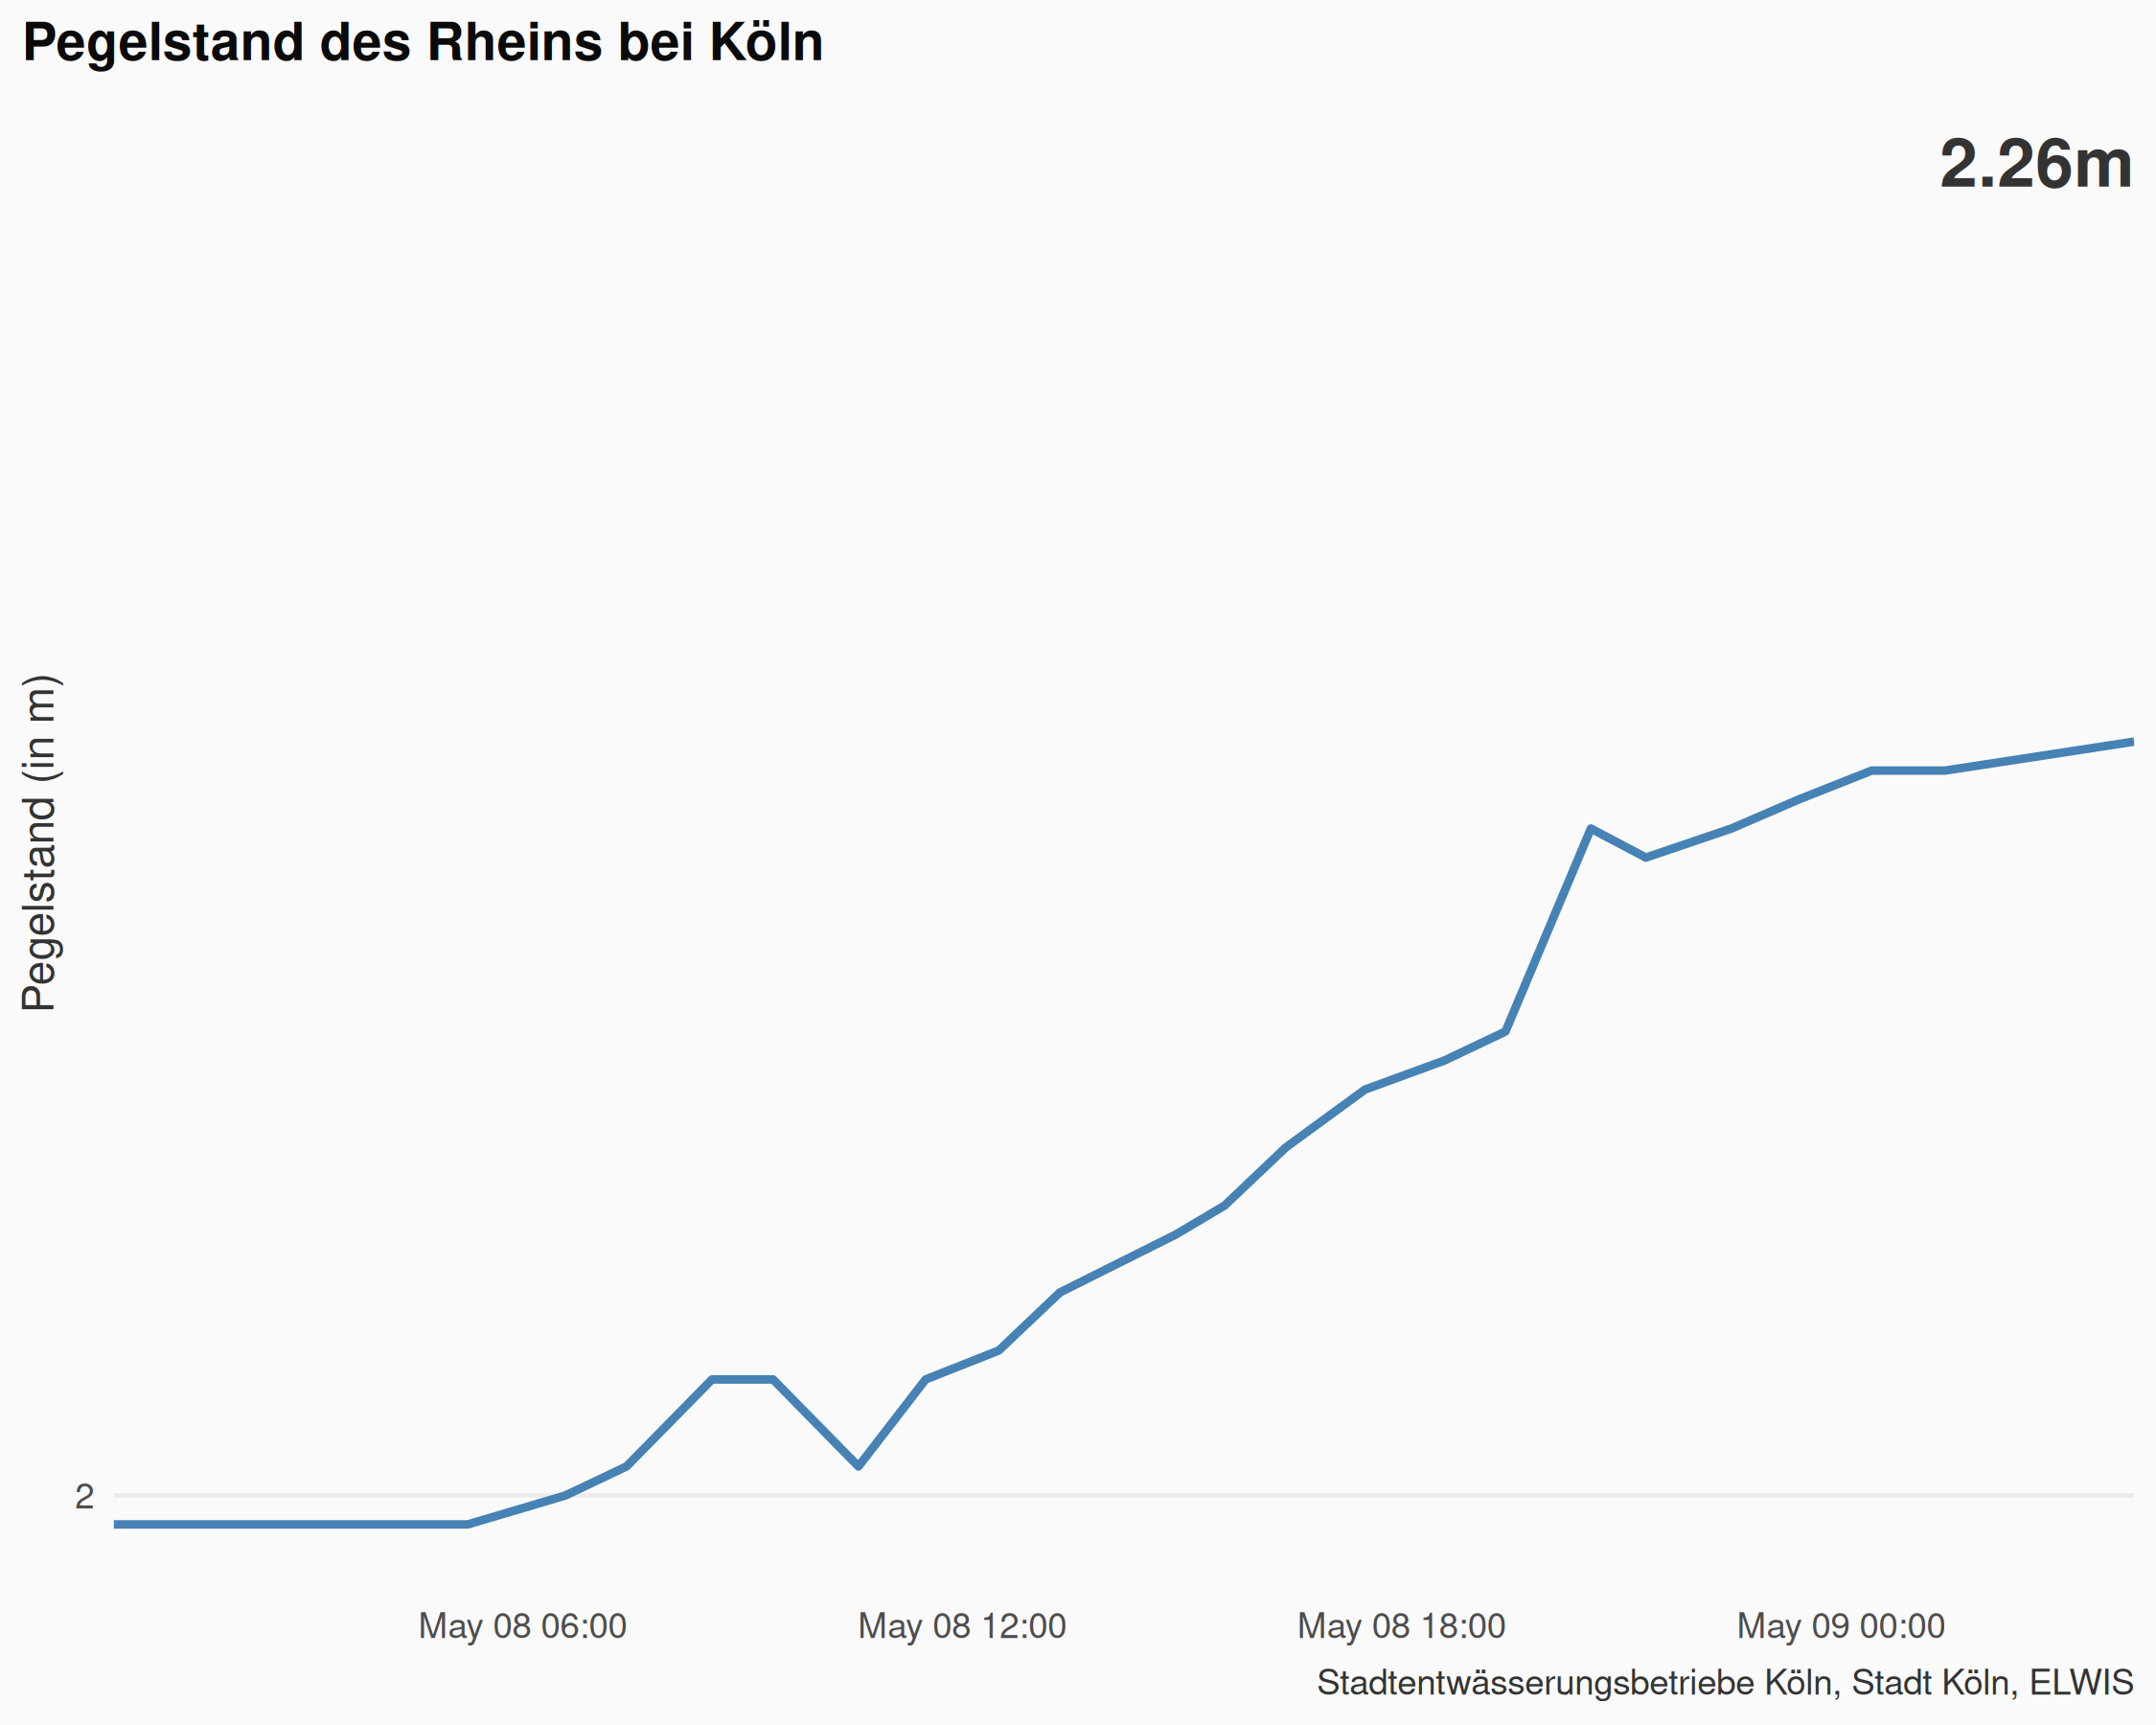 Pegelstand des Rheins bei Köln
2.26m
Pegelstand (in m)
2
May 08 06:00 May 08 12:00 May 08 18:00 May 09 00:00
Stadtentwässerungsbetriebe Köln, Stadt Köln, ELWIS